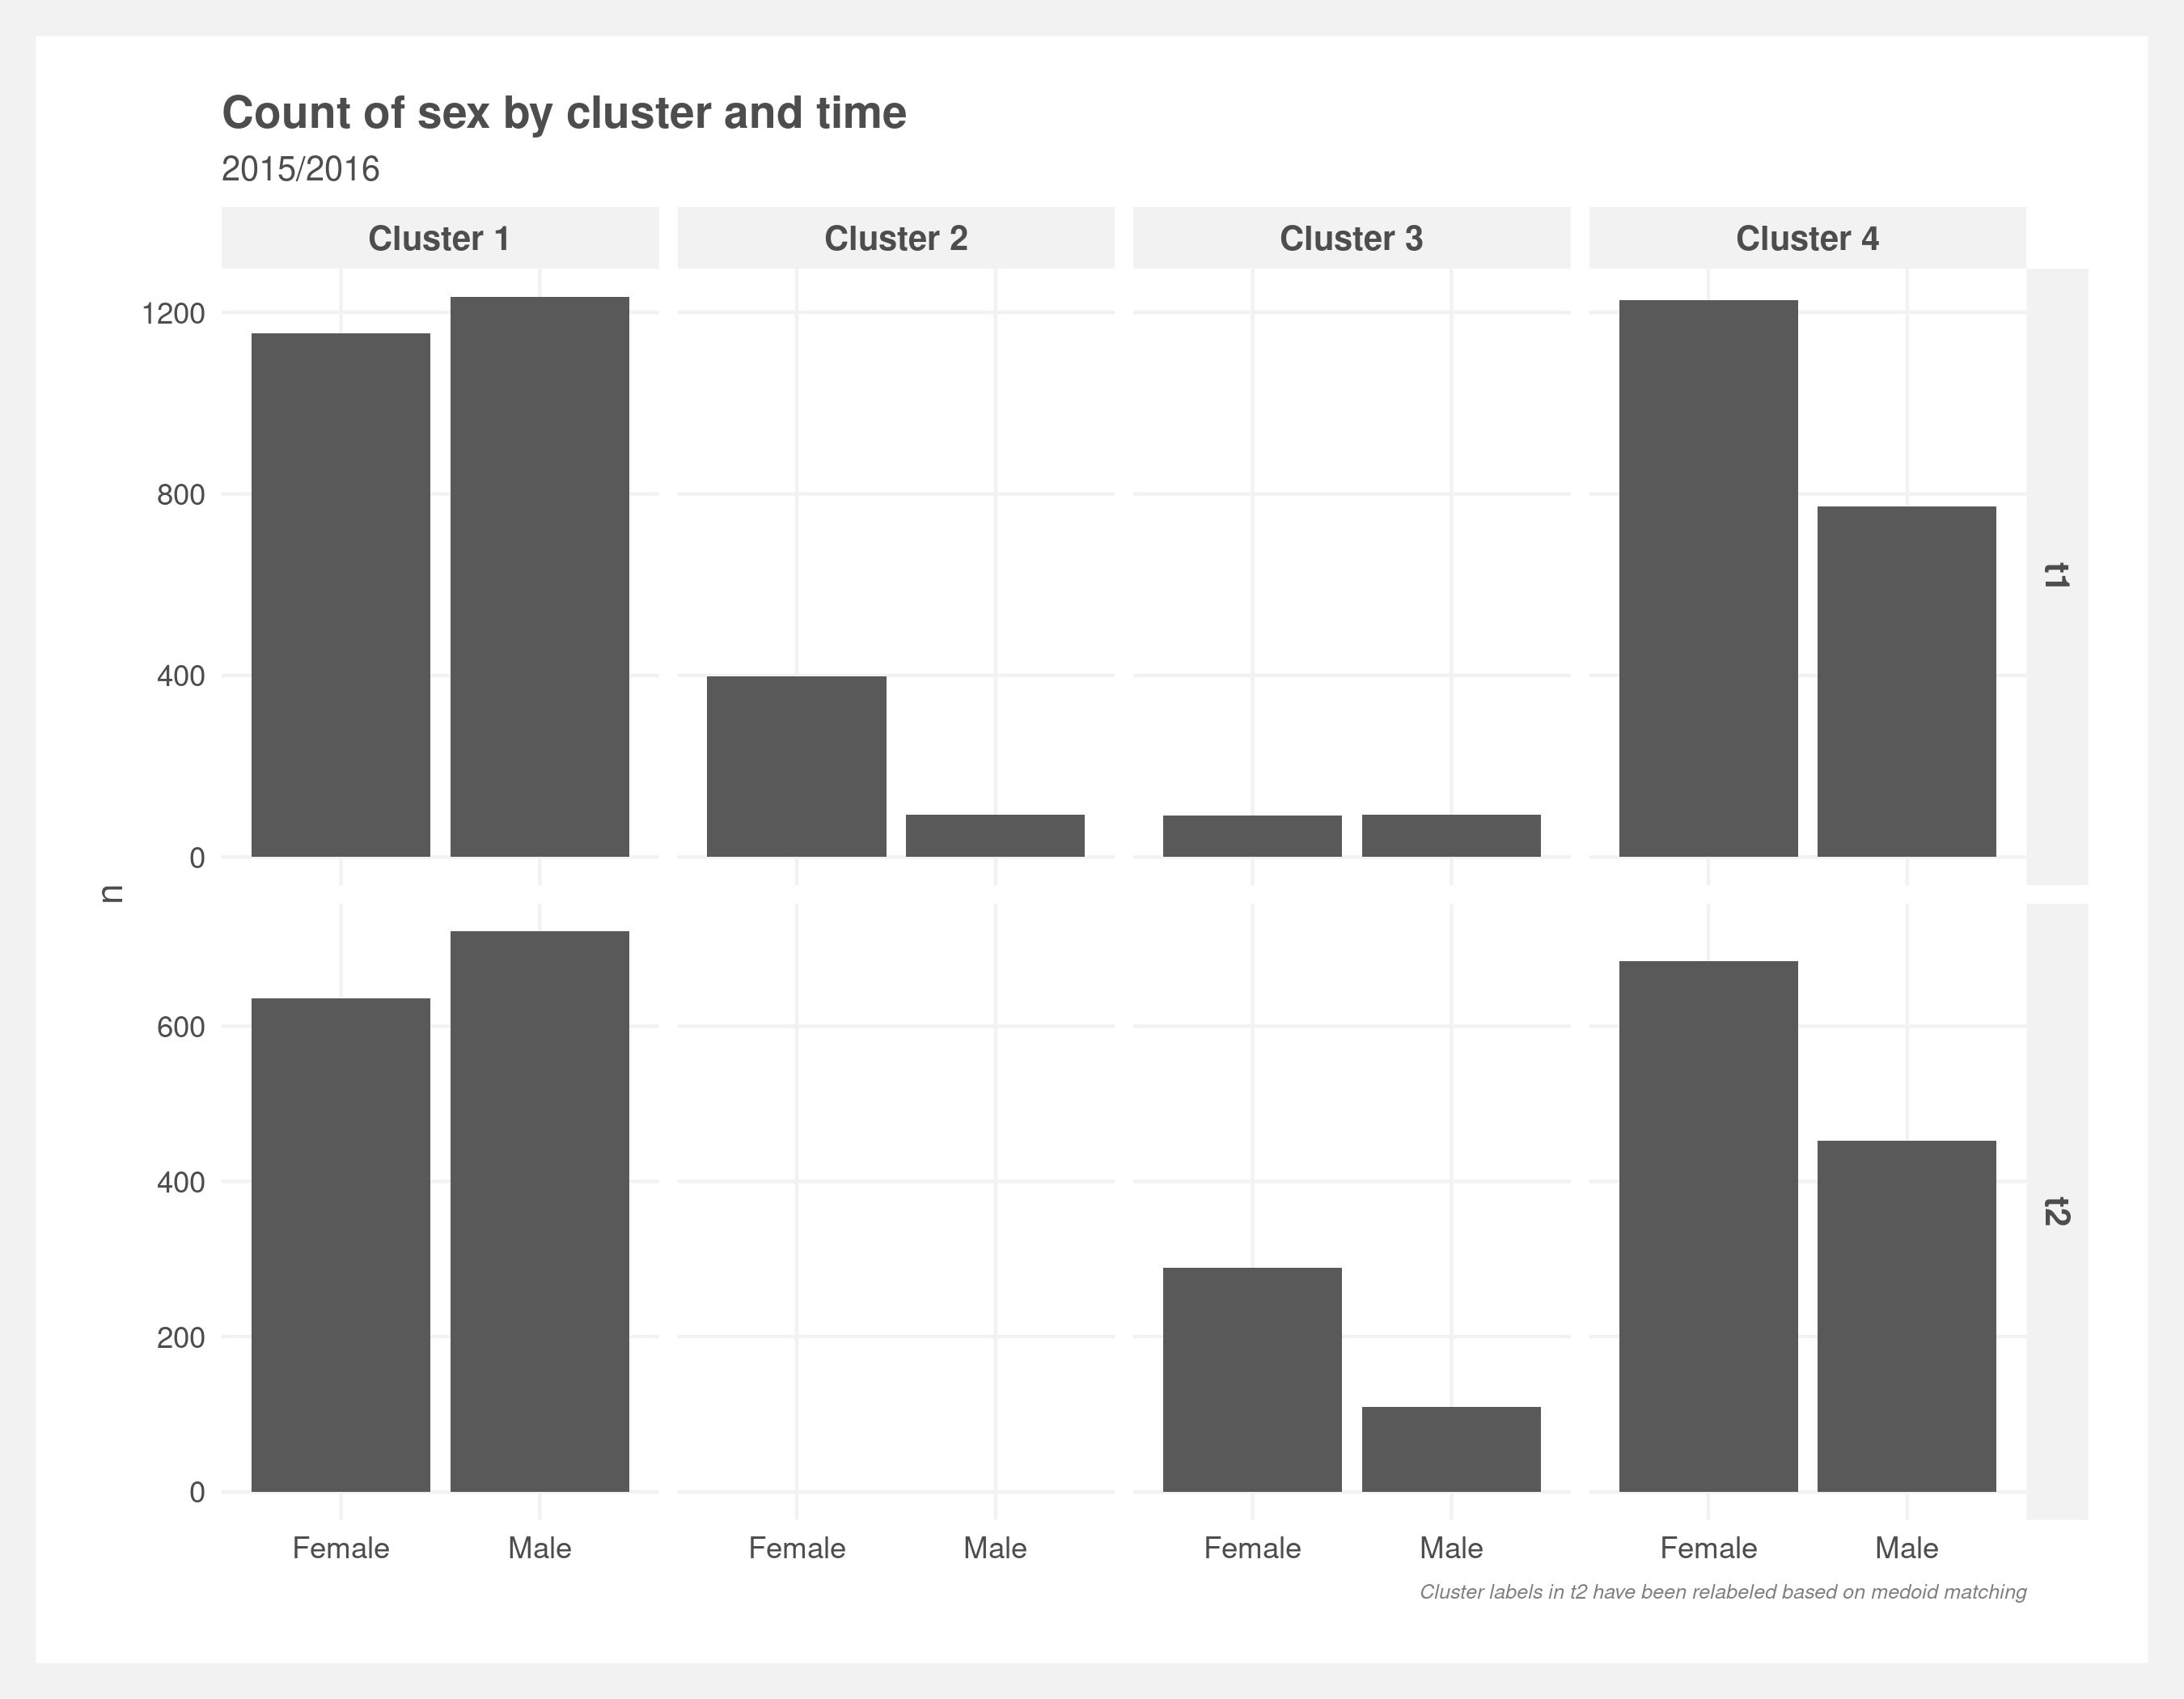 Count of sex by cluster and time
2015/2016
Cluster 1
Cluster 2
Cluster 3
Cluster 4
1200
800
400
0
t1
n
600
400
200
0
t2
Female
Male
Female
Male
Female
Male
Female
Male
Cluster labels in t2 have been relabeled based on medoid matching